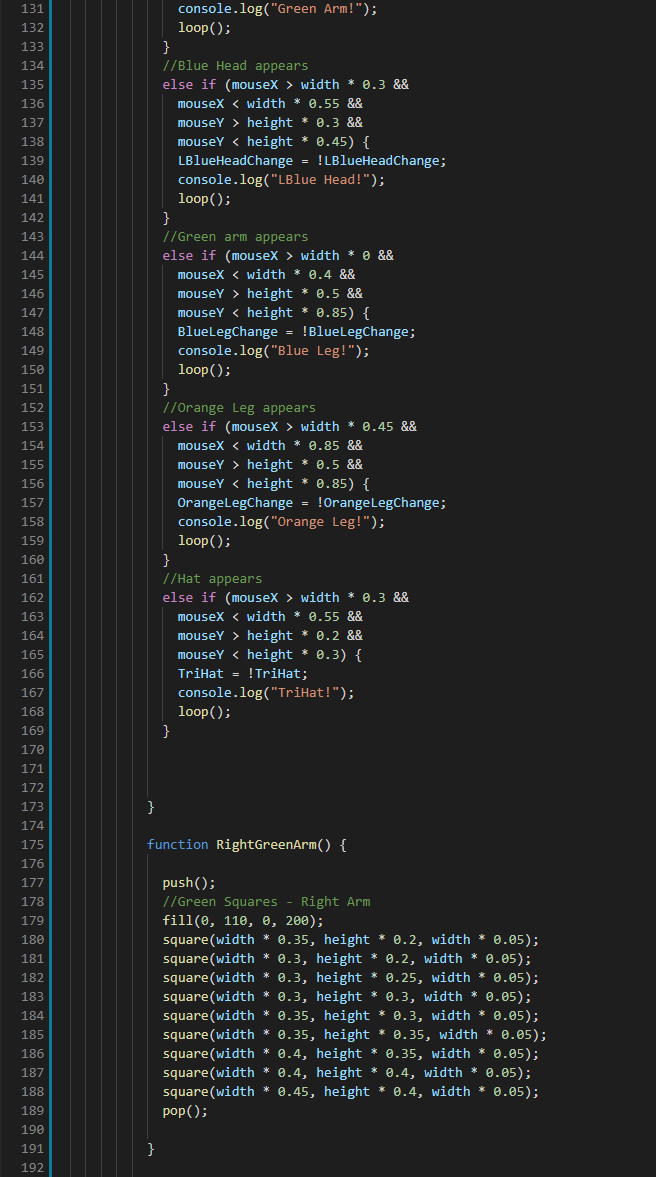 131 console.log("Green Arm!");
132 loop();
133 }
134 //Blue Head appears
135 else if (mouseX > width * 0.3 &&
136 mouseX < width * 0.55 &&
137 mouseY > height * 0.3 &&
138 mouseY < height * 0.45) {
139 LBlueHeadChange = !LBlueHeadChange;
140 console.log("LBlue Head!");
141 loop();
142 }
143 //Green arm appears
144 else if (mouseX > width * 0 &&
145 mouseX < width * 0.4 &&
146 mouseY > height * 0.5 &&
147 mouseY < height * 0.85) {
148 BlueLegChange = !BlueLegChange;
149 console.log("Blue Leg!");
150 loop();
151 }
152 //Orange Leg appears
153 else if (mouseX > width * 0.45 &&
154 mouseX < width * 0.85 &&
155 mouseY > height * 0.5 &&
156 mouseY < height * 0.85) {
157 OrangeLegChange = !OrangeLegChange;
158 console.log("Orange Leg!");
159 loop();
160 }
161 //Hat appears
162 else if (mouseX > width * 0.3 &&
163 mouseX < width * 0.55 &&
164 mouseY > height * 0.2 &&
165 mouseY < height * 0.3) {
166 TriHat = !TriHat;
167 console.log("TriHat!");
168 loop();
169 }
170
171
172
173 }
174
175 function RightGreenArm() {
176
177 push();
178 //Green Squares - Right Arm
179 fill(0, 110, 0, 200);
180 square(width * 0.35, height * 0.2, width * 0.05);
181 square(width * 0.3, height * 0.2, width * 0.05);
182 square(width * 0.3, height * 0.25, width * 0.05);
183 square(width * 0.3, height * 0.3, width * 0.05);
184 square(width * 0.35, height * 0.3, width * 0.05);
185 square(width * 0.35, height * 0.35, width * 0.05);
186 square(width * 0.4, height * 0.35, width * 0.05);
187 square(width * 0.4, height * 0.4, width * 0.05);
188 square(width * 0.45, height * 0.4, width * 0.05);
189 pop();
190
191 }
192